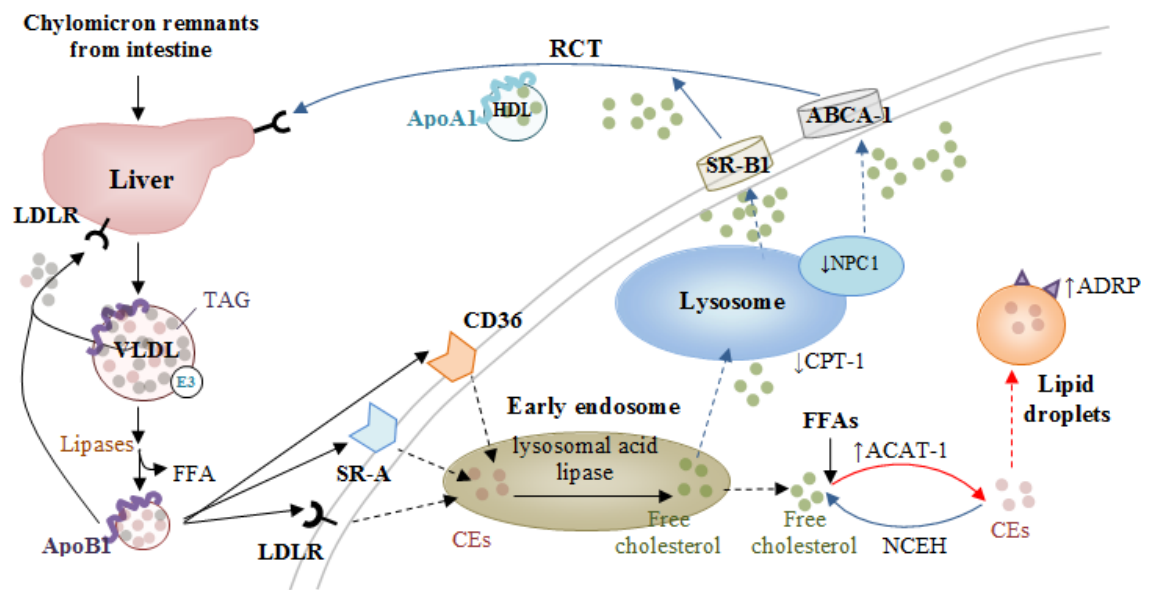 Chylomicron remnants
from intestine
RCT
ApoA1
HDL
ABCA-1
SR-B1
Liver
LDLR
↓NPC1
Lysosome
↑ADRP
TAG
CD36
VLDL
E3
↓CPT-1
Lipid
droplets
Early endosome
FFAs
Lipases
lysosomal acid
lipase
↑ACAT-1
FFA
SR-A
ApoB1
LDLR
CEs
Free
cholesterol
Free
cholesterol
NCEH
CEs